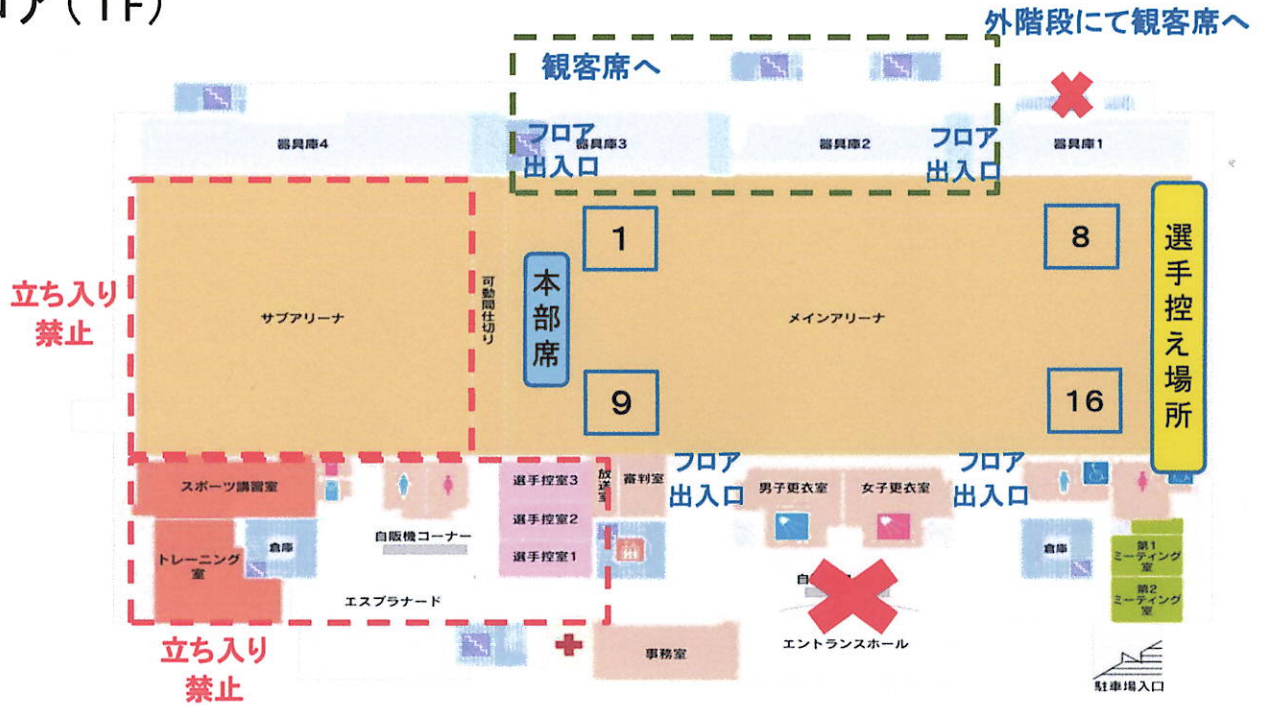 ロア（1F）
外階段にて観客席へ
観客席へ
器具庫4
フロア
出入口
器具庫3
器具庫2
フロア
出入口
器具庫1
立ち入り
禁止
サブアリーナ
可動間仕切り
本部席
1
9
メインアリーナ
8
16
選手控え場所
スポーツ講習室
トレーニング
室
倉庫
自販機コーナー
エスプラナード
選手控室3
選手控室2
選手控室1
放送室
審判室
フロア
出入口
男子更衣室
女子更衣室
フロア
出入口
自
エントランスホール
倉庫
第1
ミーティング
室
第2
ミーティング
室
立ち入り
禁止
事務室
駐車場入口